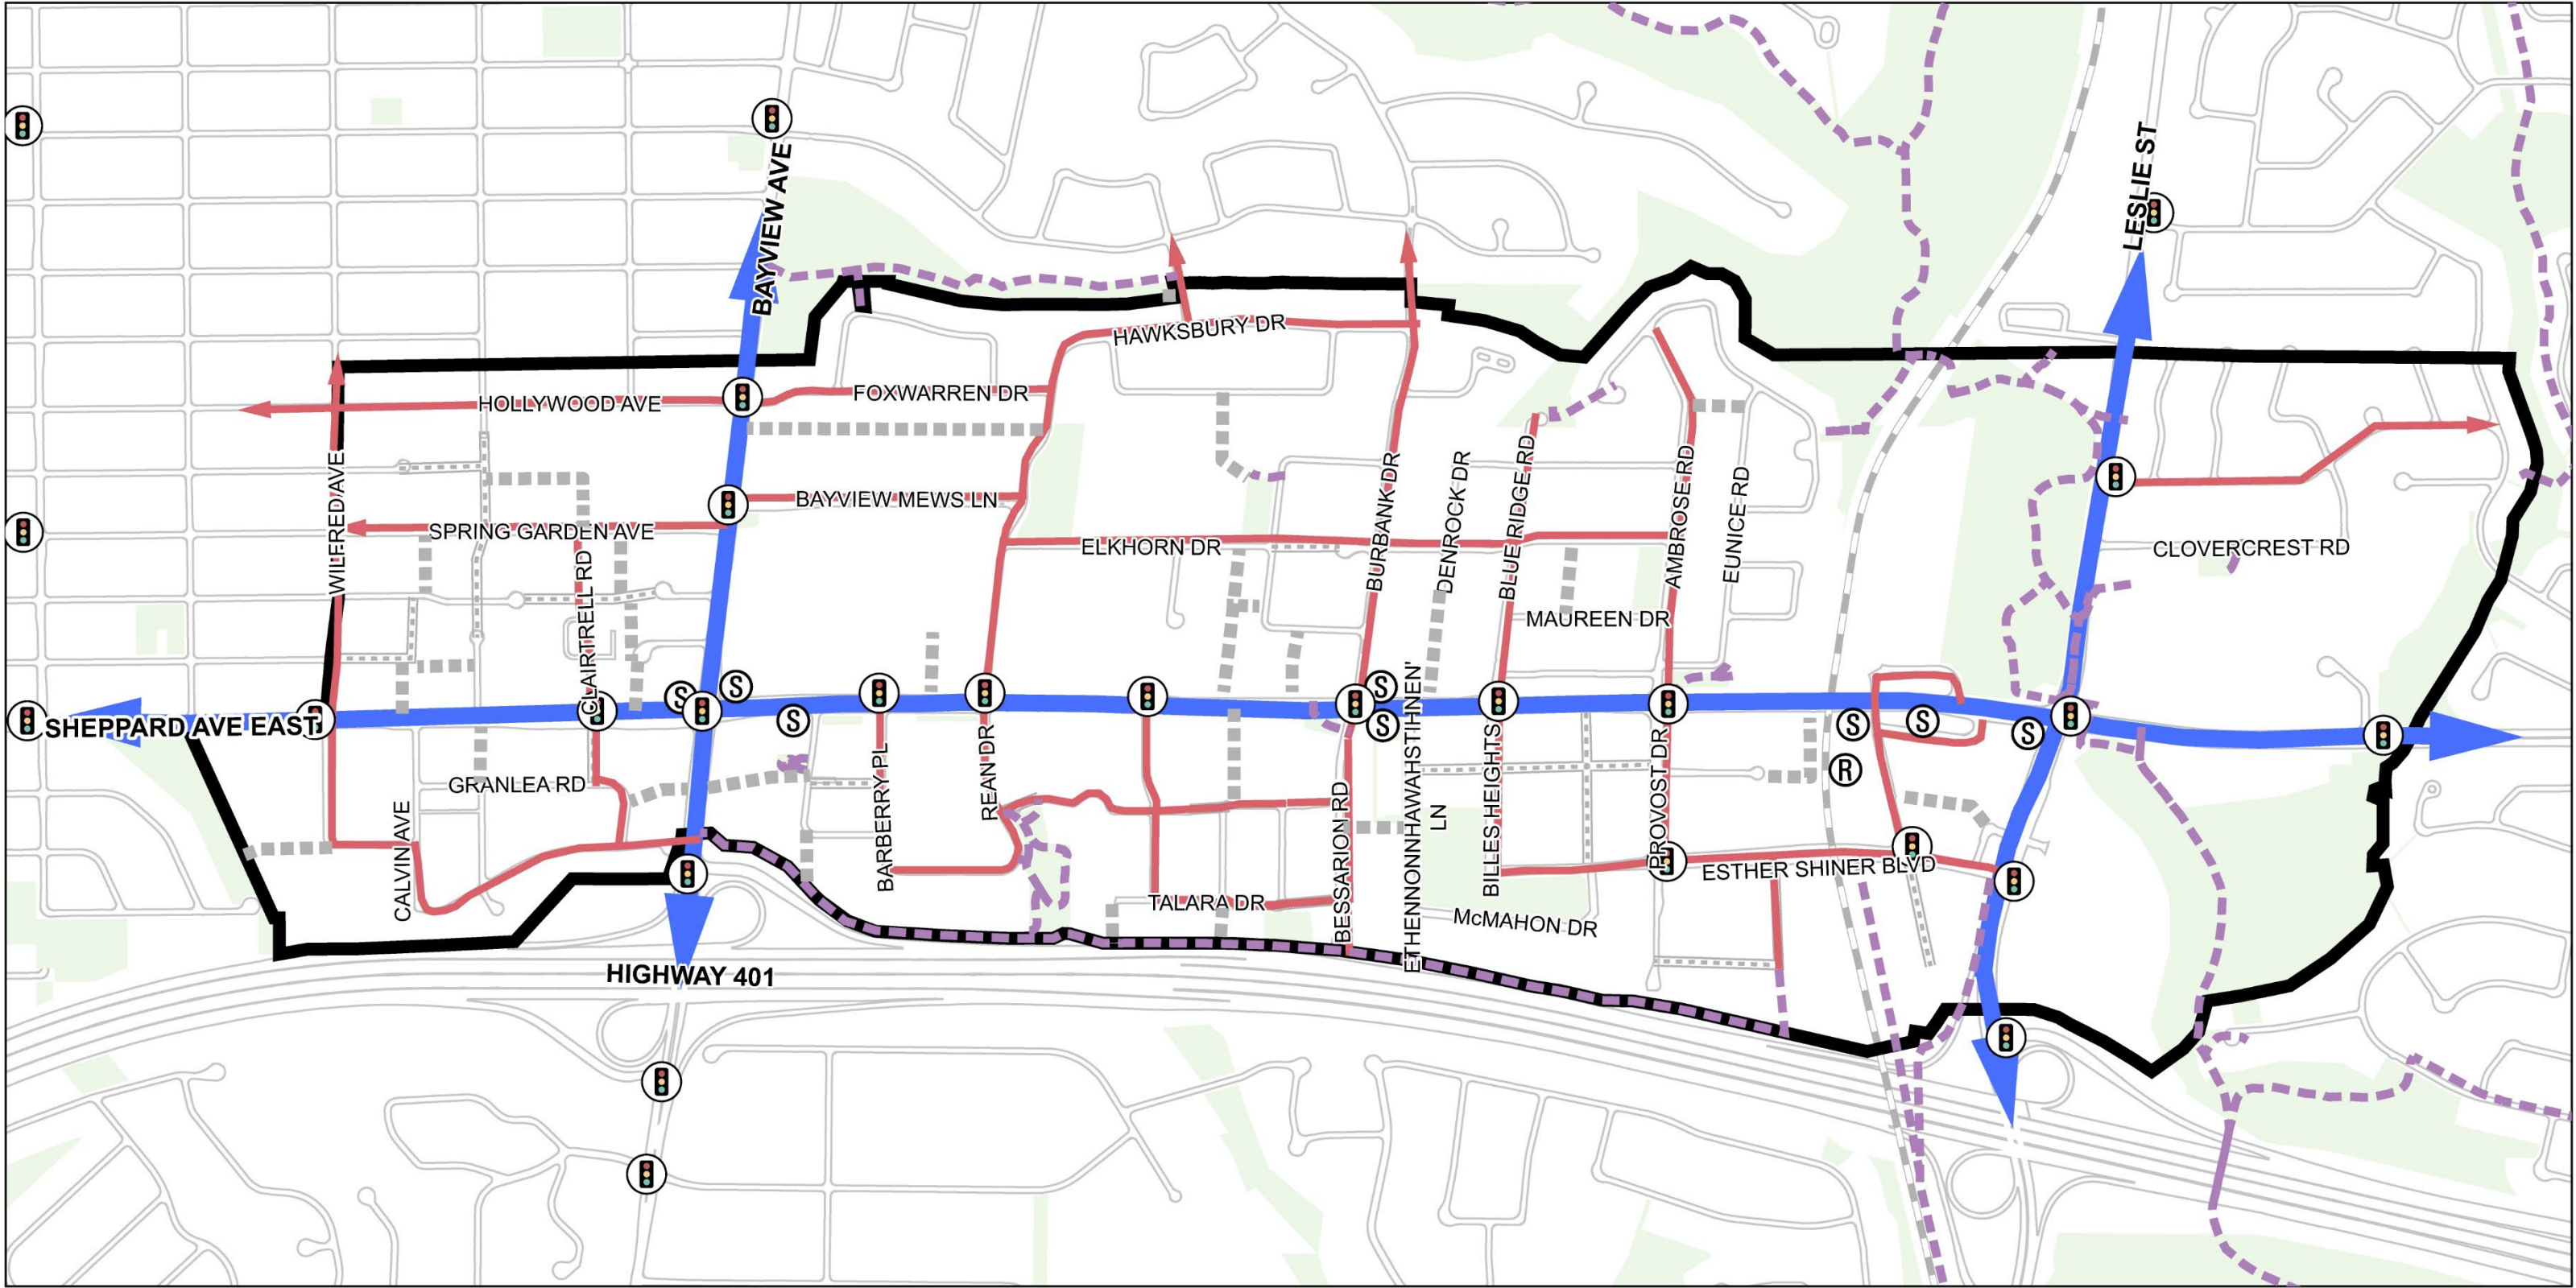 BAYVIEW AVE
LESLIE ST
HAWKSBURY DR
HOLLYWOOD AVE
FOXWARREN DR
WILFRED AVE
BAYVIEW MEWS LN
SPRING GARDEN AVE
ELKHORN DR
BURBANK DR
DENROCK DR
BLUE RIDGE RD
AMBROSE RD
EUNICE RD
CLOVERCREST RD
CLAIRTRELL RD
MAUREEN DR
S
S
S
S
S
S
S
S
R
SHEPPARD AVE EAST
GRANLEA RD
CALVIN AVE
BARBERRY PL
REAN DR
BESSARION RD
ETHENNONNHAWAHSTIHNEN'
LN
BILLES HEIGHTS
PROVOST DR
ESTHER SHINER BLVD
TALARA DR
McMAHON DR
HIGHWAY 401